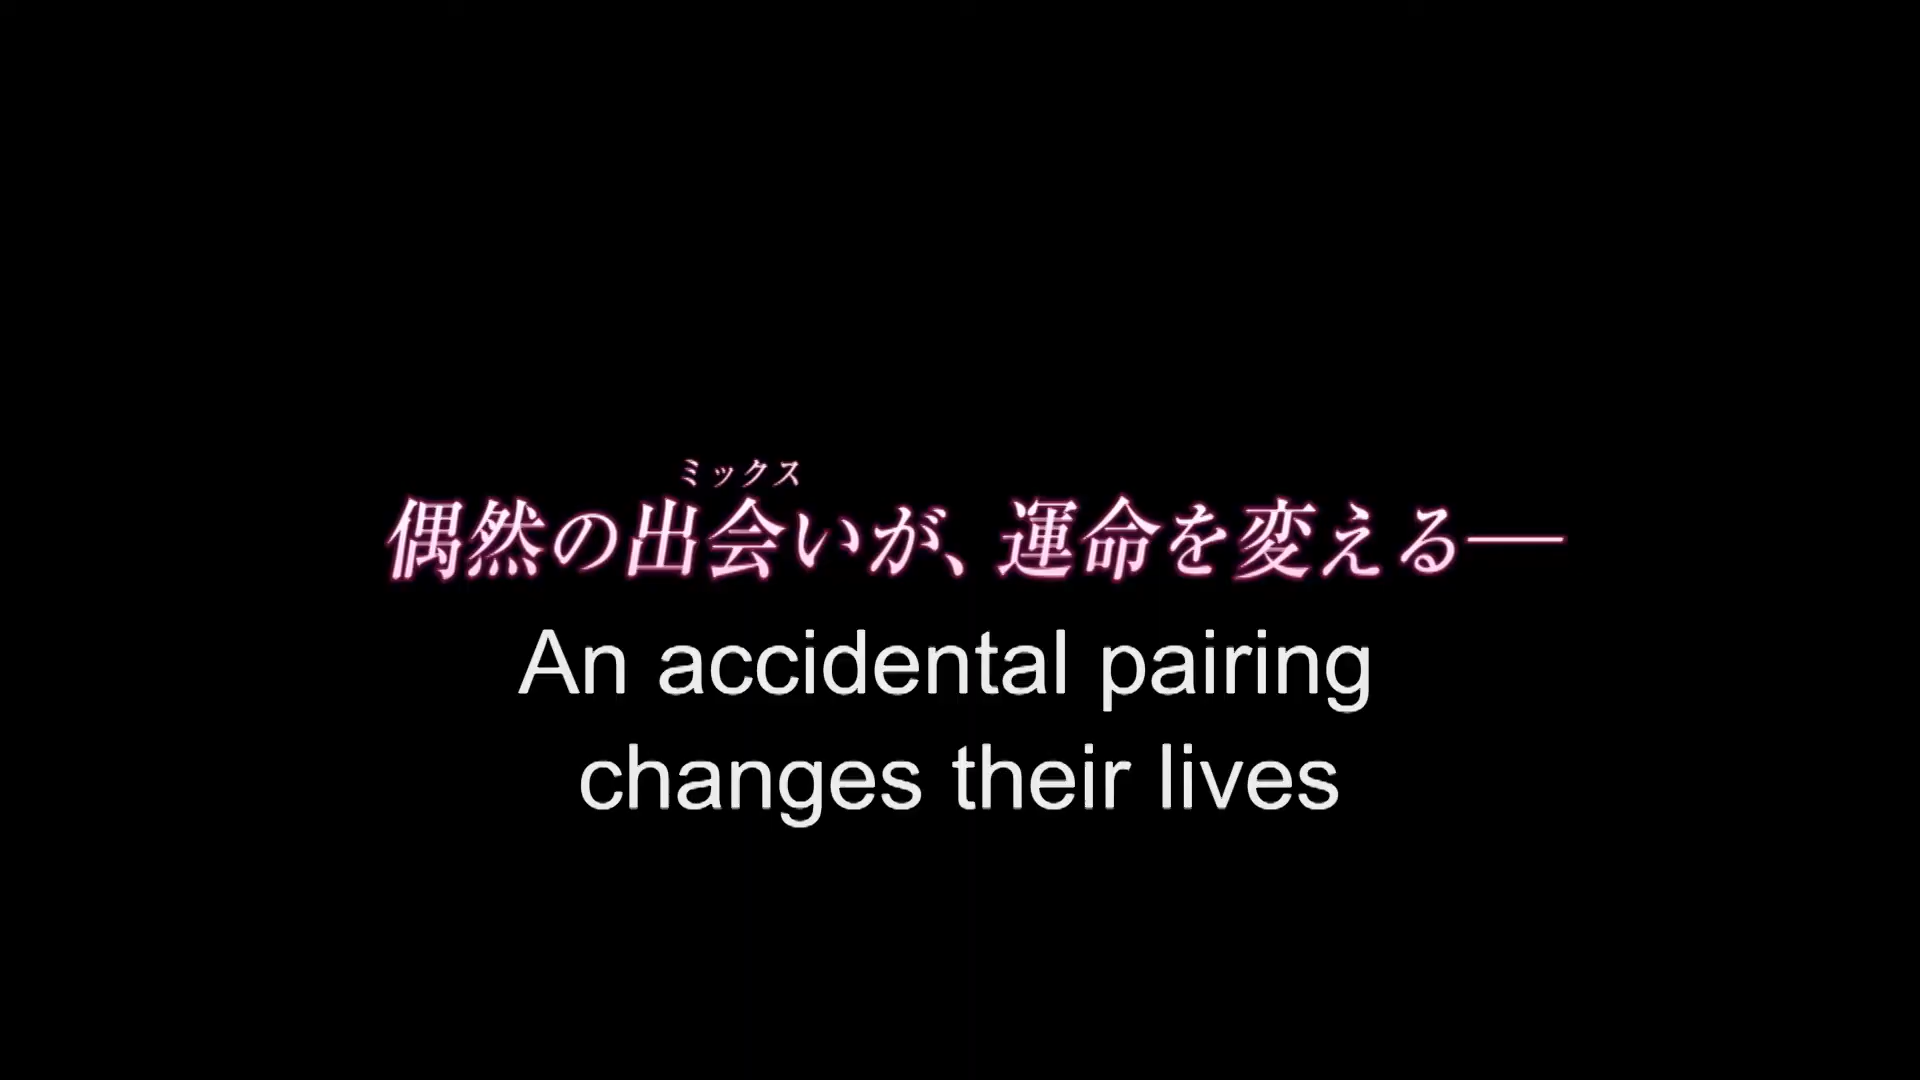 ミックス
偶然の出会いが、運命を変える―
An accidental pairing
changes their lives